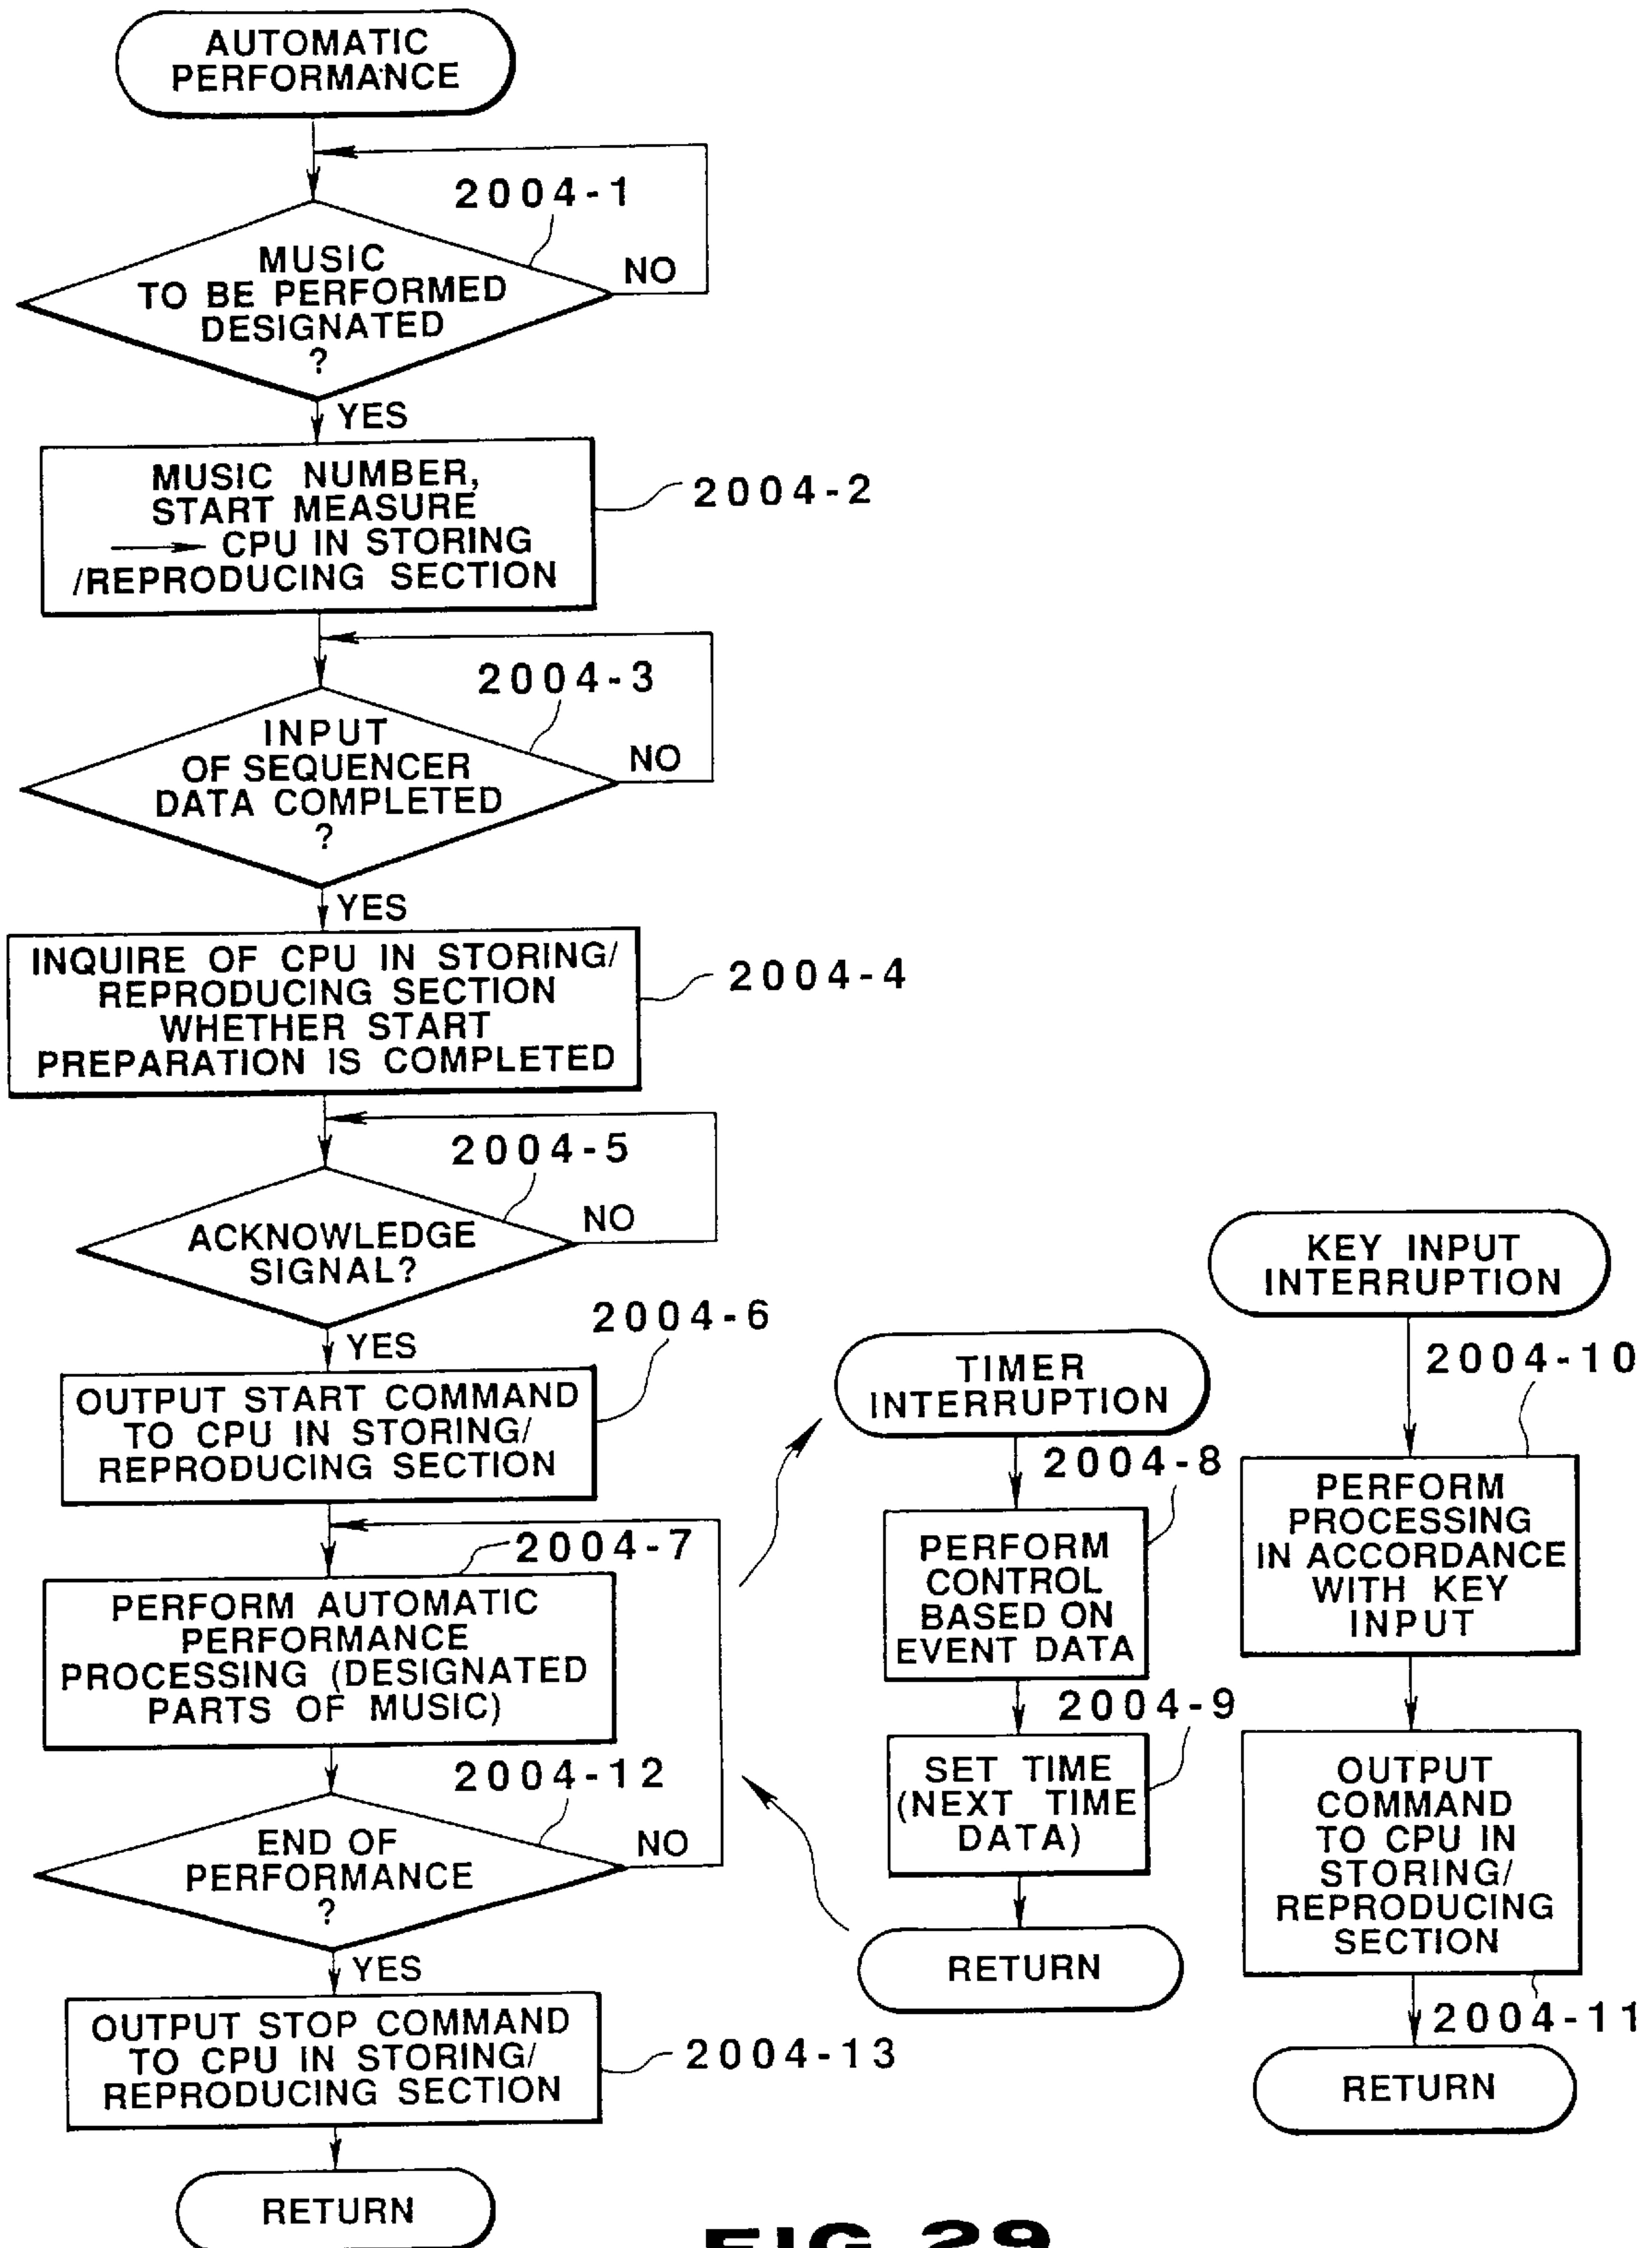 AUTOMATIC
PERFORMANCE
2004-1
MUSIC
TO BE PERFORMED
DESIGNATED
?
NO
YES
MUSIC NUMBER,
START MEASURE
CPU IN STORING
/REPRODUCING SECTION
2004-2
2004-3
INPUT
OF SEQUENCER
DATA COMPLETED
?
NO
YES
INQUIRE OF CPU IN STORING/
REPRODUCING SECTION
WHETHER START
PREPARATION IS COMPLETED
2004-4
2004-5
ACKNOWLEDGE
SIGNAL?
NO
YES
2004-6
OUTPUT START COMMAND
TO CPU IN STORING/
REPRODUCING SECTION
2004-7
PERFORM AUTOMATIC
PERFORMANCE
PROCESSING (DESIGNATED
PARTS OF MUSIC)
2004-12
END OF
PERFORMANCE
?
NO
YES
OUTPUT STOP COMMAND
TO CPU IN STORING/
REPRODUCING SECTION
2004-13
RETURN
TIMER
INTERRUPTION
2004-8
PERFORM
CONTROL
BASED ON
EVENT DATA
2004-9
SET TIME
(NEXT TIME
DATA)
RETURN
KEY INPUT
INTERRUPTION
2004-10
PERFORM
PROCESSING
IN ACCORDANCE
WITH KEY
INPUT
OUTPUT
COMMAND
TO CPU IN
STORING/
REPRODUCING
SECTION
2004-11
RETURN
FIG.29